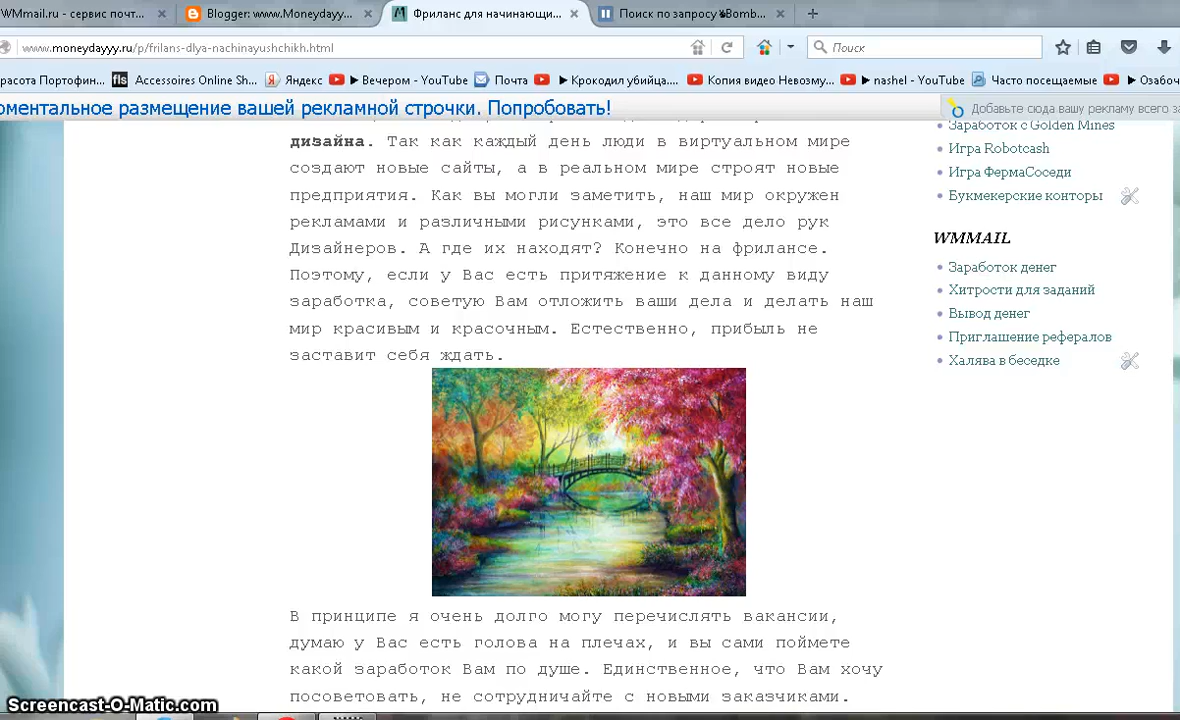 WMmail.ru - сервис почт...
Blogger: www.Moneydayy...
Фриланс для начинающи...
Поиск по запросу «Bomb...
www.moneydayyy.ru/p/frilans-dlya-nachinayushchikh.html
Поиск
расота Портофин...
fls Accessoires Online Sh...
Яндекс
Вечером - YouTube
Почта
Крокодил убийца....
Копия видео Невозму...
nashel - YouTube
Часто посещаемые
Озабоч
оментальное размещение вашей рекламной строчки. Попробовать!
Добавьте сюда вашу рекламу всего за
дизайна. Так как каждый день люди в виртуальном мире
создают новые сайты, а в реальном мире строят новые
предприятия. Как вы могли заметить, наш мир окружен
рекламами и различными рисунками, это все дело рук
Дизайнеров. А где их находят? Конечно на фрилансе.
Поэтому, если у Вас есть притяжение к данному виду
заработка, советую Вам отложить ваши дела и делать наш
мир красивым и красочным. Естественно, прибыль не
заставит себя ждать.
В принципе я очень долго могу перечислять вакансии,
думаю у Вас есть голова на плечах, и вы сами поймете
какой заработок Вам по душе. Единственное, что Вам хочу
посоветовать, не сотрудничайте с новыми заказчиками.
Заработок с Golden Mines
Игра Robotcash
Игра ФермаСоседи
Букмекерские конторы
WMMAIL
Заработок денег
Хитрости для заданий
Вывод денег
Приглашение рефералов
Халява в беседке
Screencast-O-Matic.com